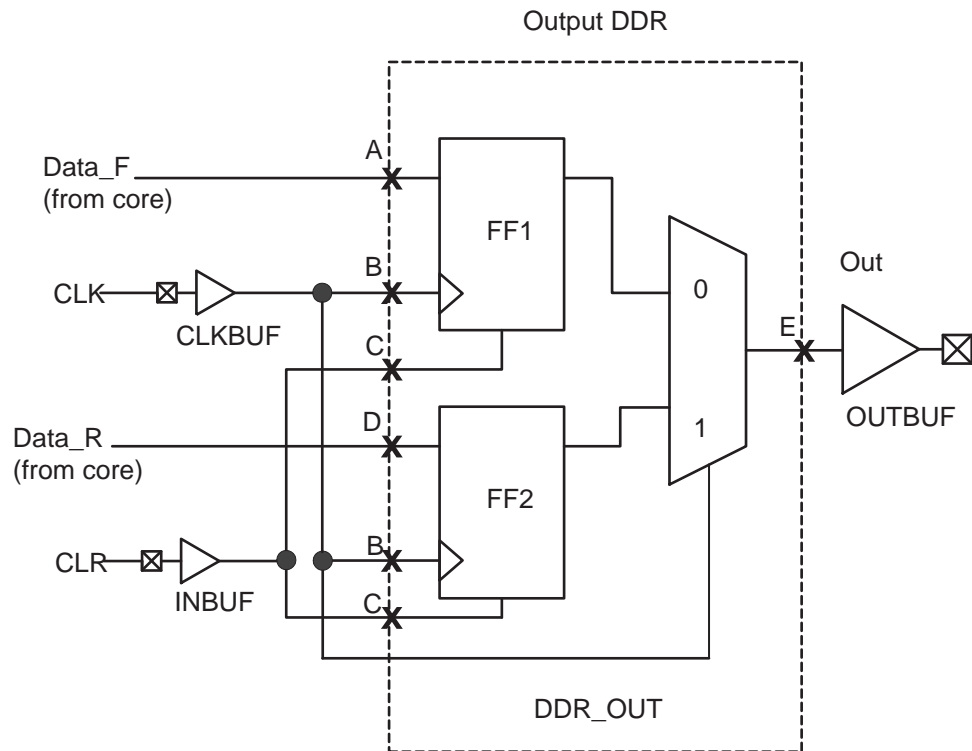 Output DDR
A
Data_F
(from core)
FF1
B
CLK
CLKBUF
0
Out
E
C
OUTBUF
D
Data_R
(from core)
1
FF2
B
CLR
INBUF
C
DDR_OUT